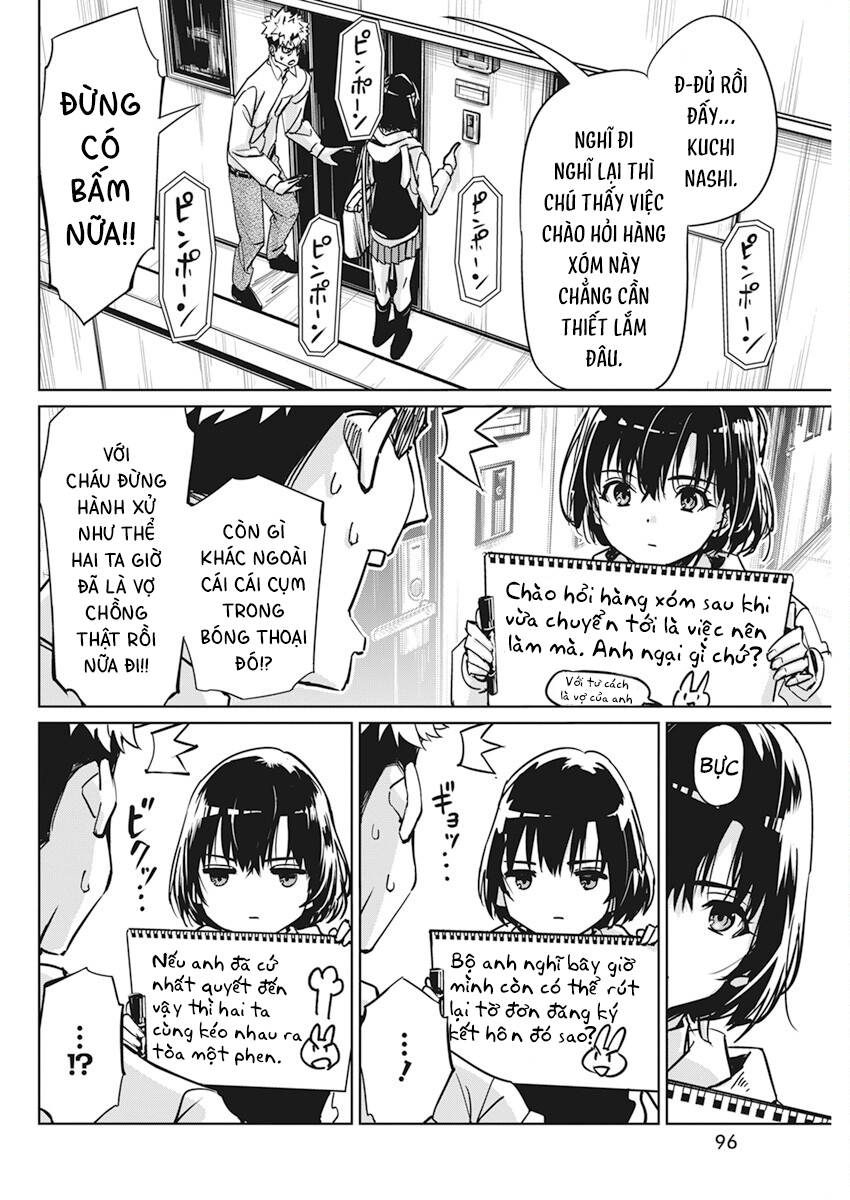 Đ-ĐỦ RỒI
ĐẤY...
KUCHI
NASHI.
NGHĨ ĐI
NGHĨ LẠI THÌ
CHÚ THẤY VIỆC
CHÀO HỎI HÀNG
XÓM NÀY
CHẲNG CẦN
THIẾT LẮM
ĐÂU.
ピンポーン
ピンポーン
ピンポーン
ピンポーン
ĐỪNG
CÓ
BẤM
NỮA!!
Chào hỏi hàng xóm sau khi
vừa chuyển tới là việc nên
làm mà. Anh ngại gì chứ?
Với tư cách
là vợ của anh
CÒN GÌ
KHÁC NGOÀI
CÁI CÁI CỤM
TRONG
BÓNG THOẠI
ĐÓ!?
VỚI
CHÁU ĐỪNG
HÀNH XỬ
NHƯ THỂ
HAI TA GIỜ
ĐÃ LÀ VỢ
CHỒNG
THẬT RỒI
NỮA ĐI!!
BỰC
ギョッ…
Bộ anh nghĩ bây giờ
mình còn có thể rút
lại tờ đơn đăng ký
kết hôn đó sao?
…!
ビクッ…
Nếu anh đã cứ
nhất quyết đến
vậy thì hai ta
cùng kéo nhau ra
tòa một phen.
…!?
96